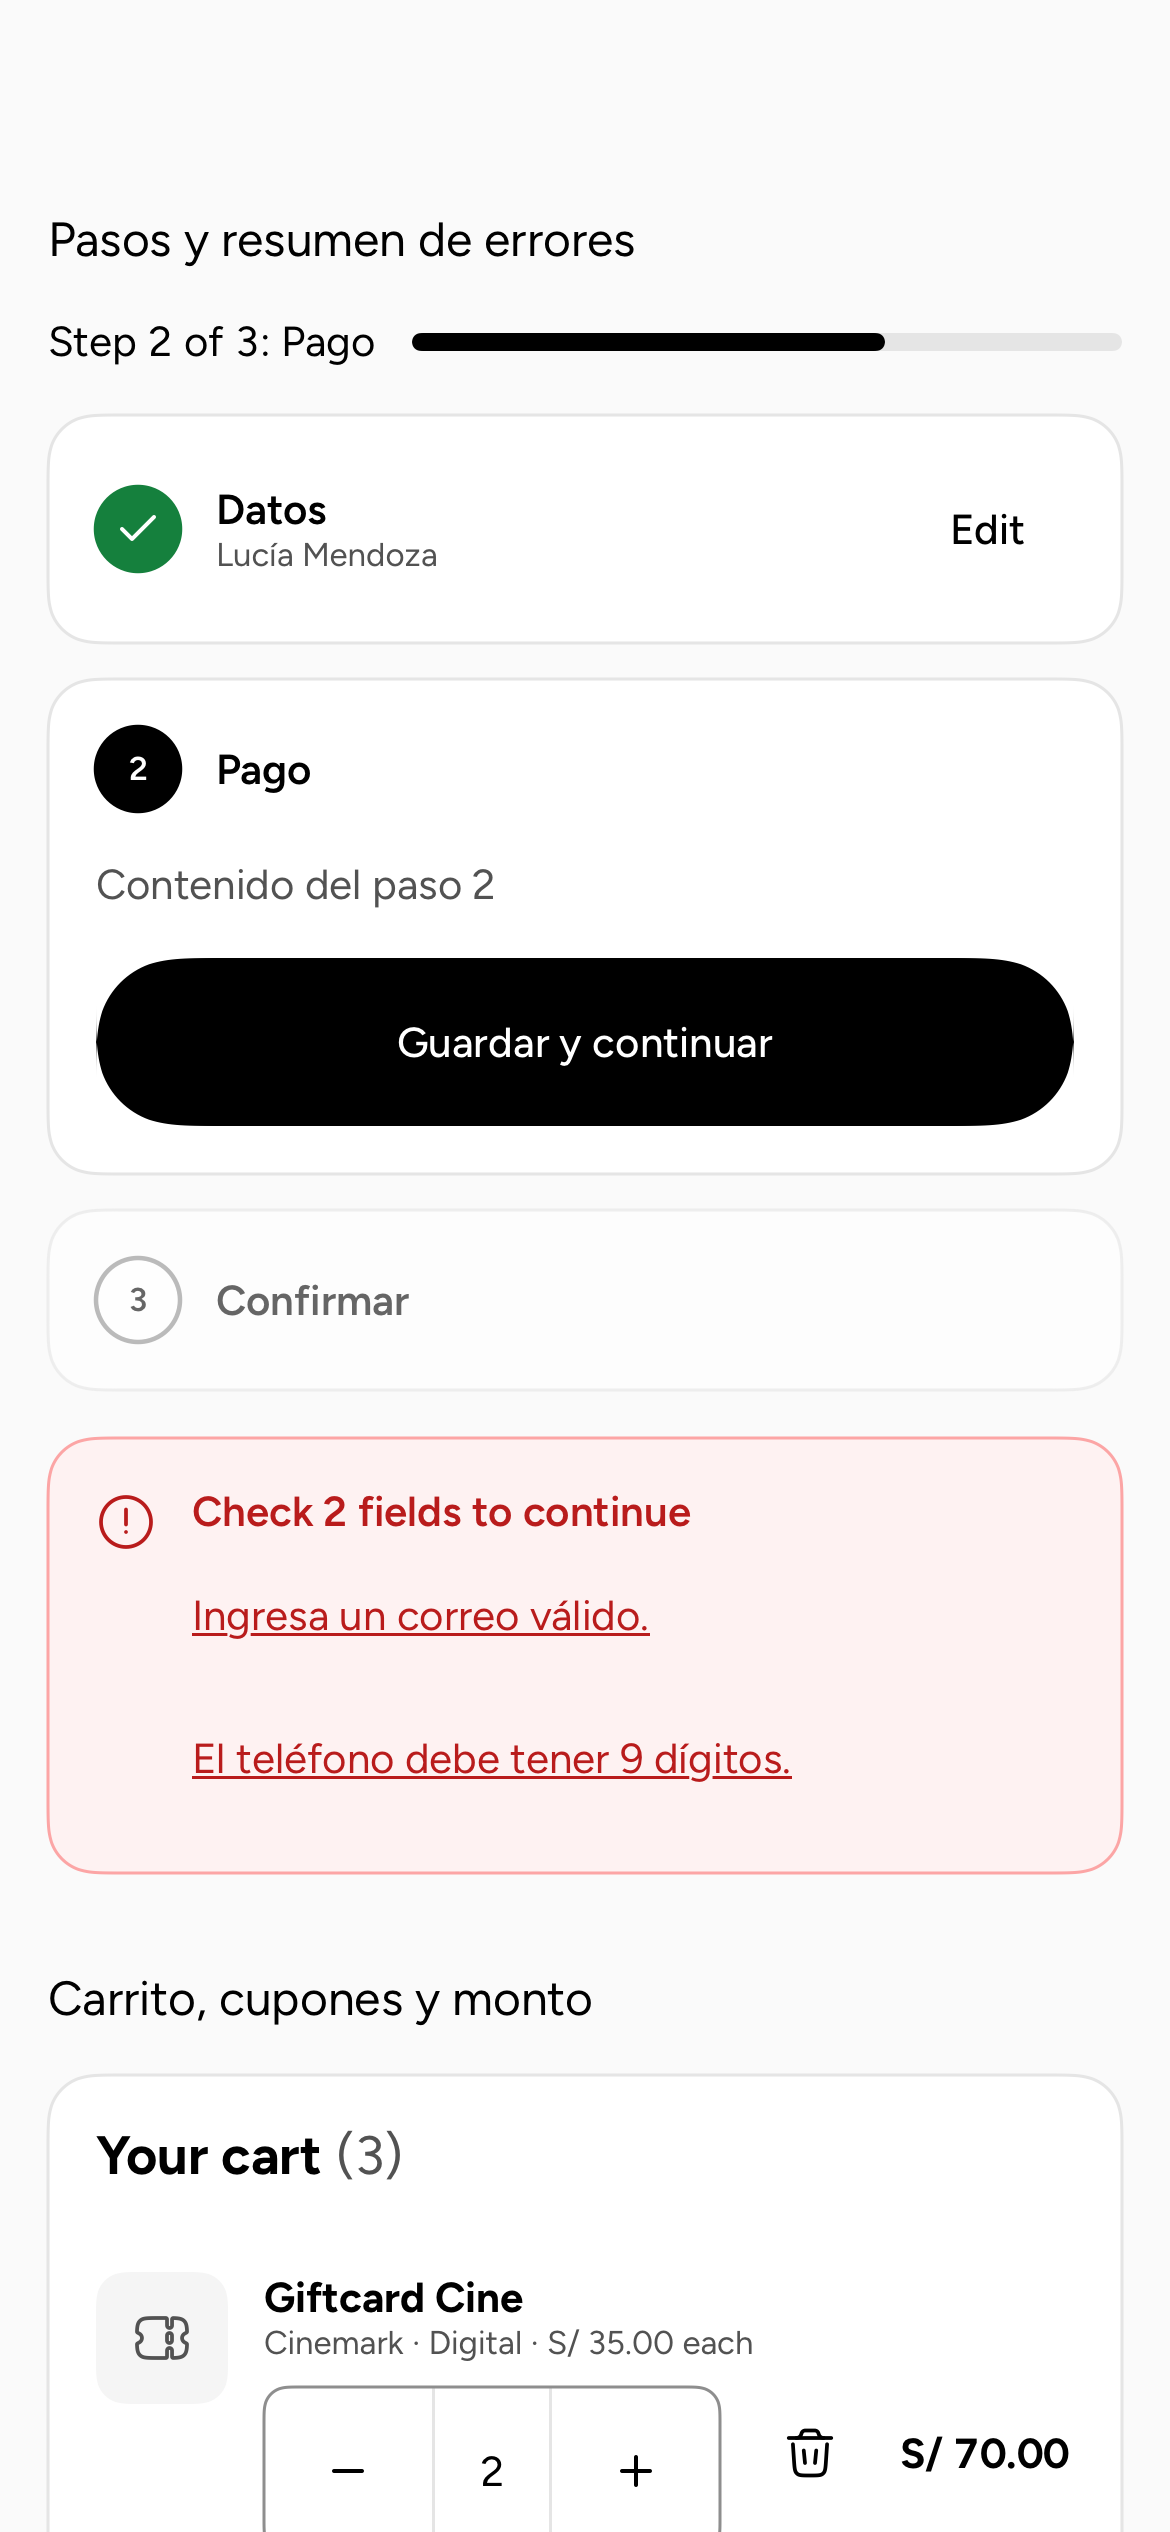 Pasos y resumen de errores
Step 2 of 3: Pago
Datos
Lucía Mendoza
Edit
2
Pago
Contenido del paso 2
Guardar y continuar
3
Confirmar
Check 2 fields to continue
Ingresa un correo válido.
El teléfono debe tener 9 dígitos.
Carrito, cupones y monto
Your cart (3)
Giftcard Cine
Cinemark · Digital · S/ 35.00 each
2
S/ 70.00